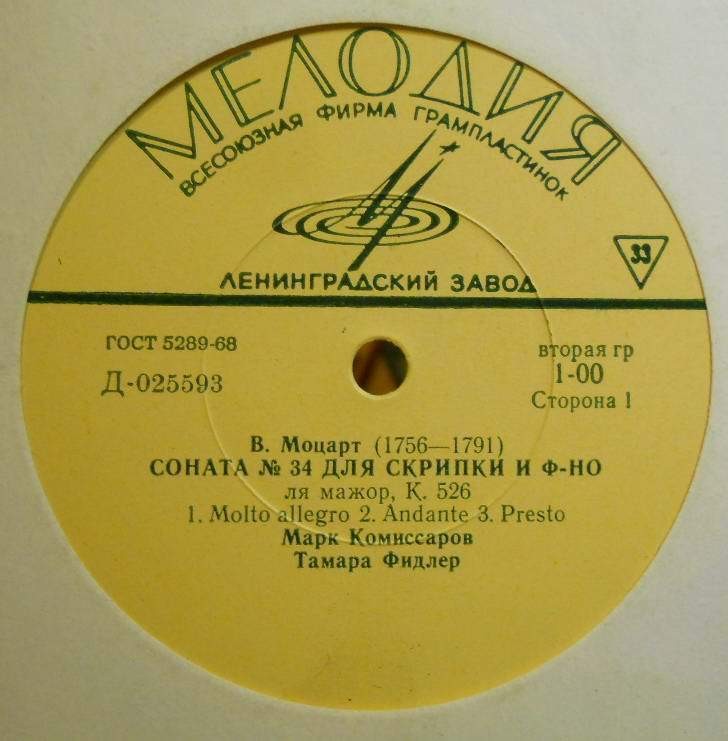 МЕЛОДИЯ
ВСЕСОЮЗНАЯ ФИРМА ГРАМПЛАСТИНОК
33
ЛЕНИНГРАДСКИЙ ЗАВОД
ГОСТ 5289-68
Д-025593
вторая гр
1-00
Сторона 1
В. Моцарт (1756—1791)
СОНАТА № 34 ДЛЯ СКРИПКИ И Ф-НО
ля мажор, К. 526
1. Molto allegro 2. Andante 3. Presto
Марк Комиссаров
Тамара Фидлер